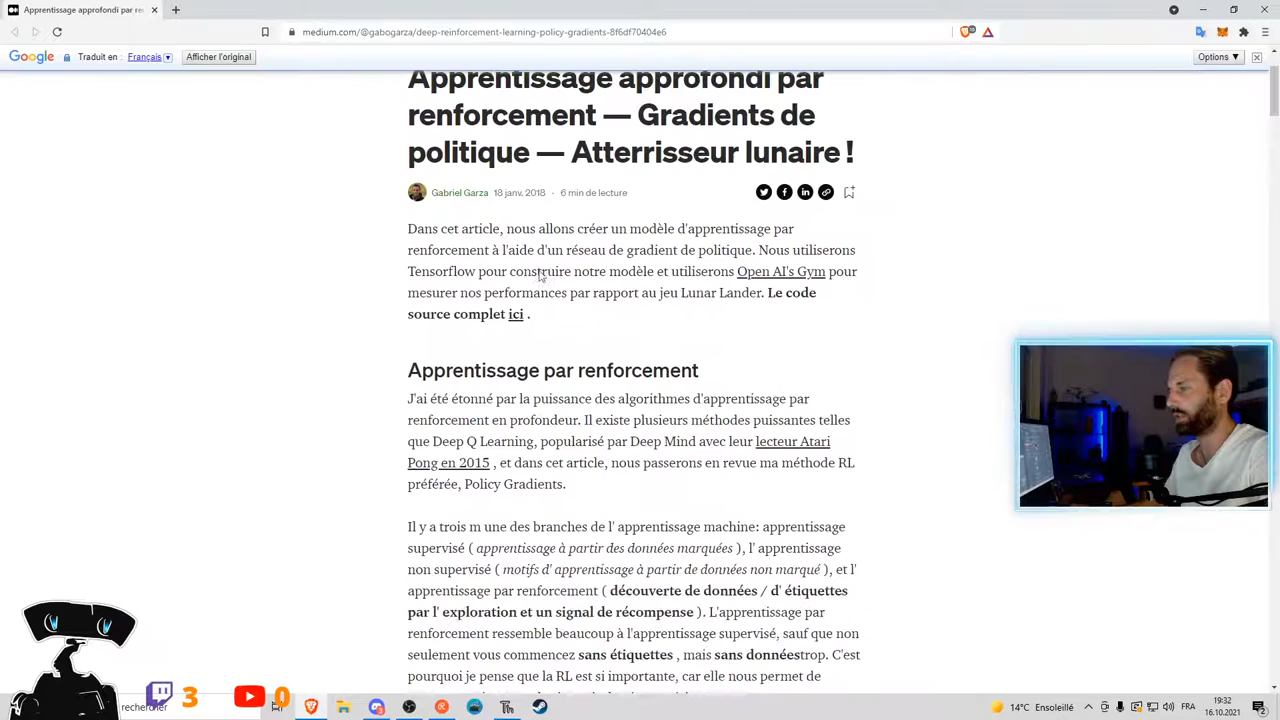 Apprentissage approfondi par re
medium.com/@gabogarza/deep-reinforcement-learning-policy-gradients-8f6df70404e6
Google Traduit en : Français▼ Afficher l'original Options ▼
Apprentissage approfondi par
renforcement — Gradients de
politique — Atterrisseur lunaire !
Gabriel Garza 18 janv. 2018 · 6 min de lecture
Dans cet article, nous allons créer un modèle d'apprentissage par
renforcement à l'aide d'un réseau de gradient de politique. Nous utiliserons
Tensorflow pour construire notre modèle et utiliserons Open AI's Gym pour
mesurer nos performances par rapport au jeu Lunar Lander. Le code
source complet ici .
Apprentissage par renforcement
J'ai été étonné par la puissance des algorithmes d'apprentissage par
renforcement en profondeur. Il existe plusieurs méthodes puissantes telles
que Deep Q Learning, popularisé par Deep Mind avec leur lecteur Atari
Pong en 2015 , et dans cet article, nous passerons en revue ma méthode RL
préférée, Policy Gradients.
Il y a trois m une des branches de l' apprentissage machine: apprentissage
supervisé ( apprentissage à partir des données marquées ), l' apprentissage
non supervisé ( motifs d' apprentissage à partir de données non marqué ), et l'
apprentissage par renforcement ( découverte de données / d' étiquettes
par l' exploration et un signal de récompense ). L'apprentissage par
renforcement ressemble beaucoup à l'apprentissage supervisé, sauf que non
seulement vous commencez sans étiquettes , mais sans donnéestrop. C'est
pourquoi je pense que la RL est si importante, car elle nous permet de
3 0
rechercher
14°C Ensoleillé FRA 19:32
16.10.2021